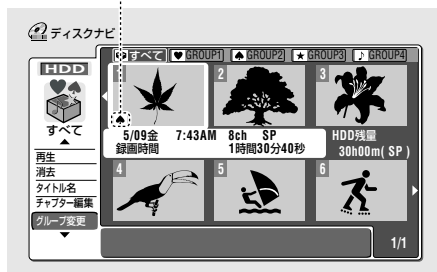 ディスクナビ
すべて ♥ GROUP1 ♠ GROUP2 ★ GROUP3 ♪ GROUP4
HDD
すべて
1 2 3
5/09金 7:43AM 8ch SP
録画時間 1時間30分40秒
HDD残量
30h00m( SP )
再生
消去
タイトル名
チャプター編集
グループ変更
4 5 6
1/1